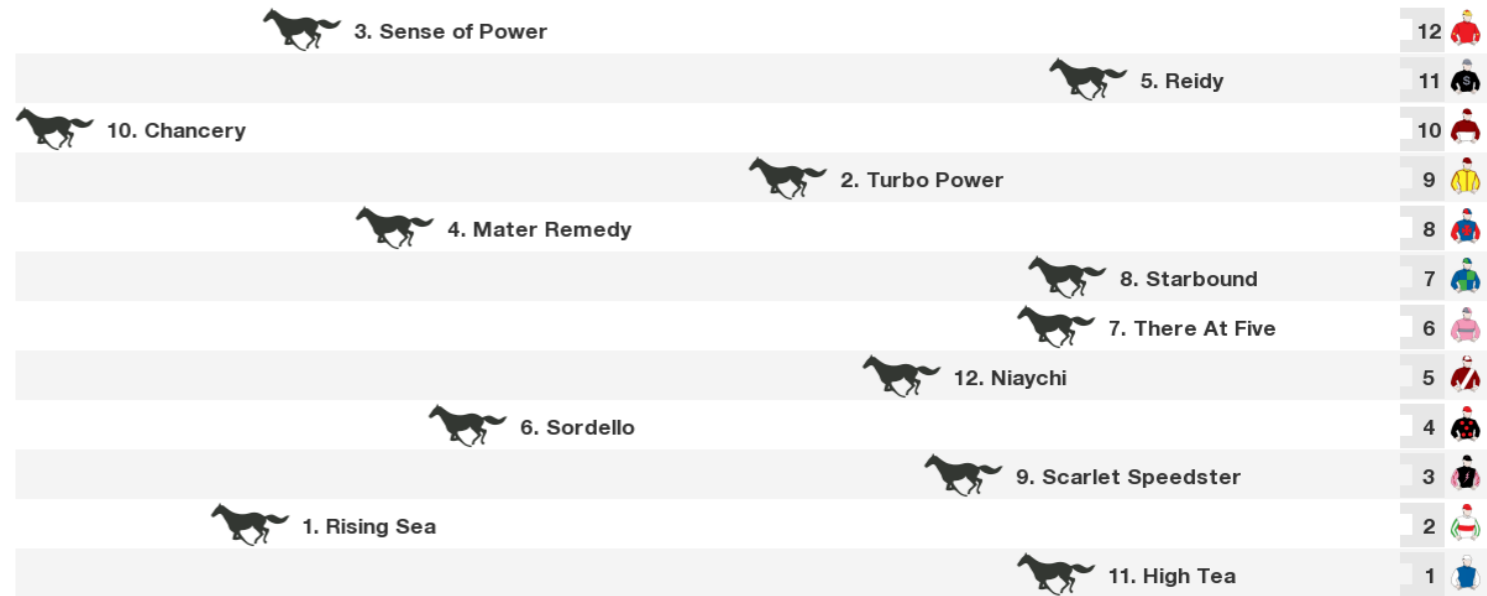 3. Sense of Power 12
5. Reidy 11 S
10. Chancery 10
2. Turbo Power 9
4. Mater Remedy 8
8. Starbound 7
7. There At Five 6
12. Niaychi 5
6. Sordello 4
9. Scarlet Speedster 3
1. Rising Sea 2
11. High Tea 1